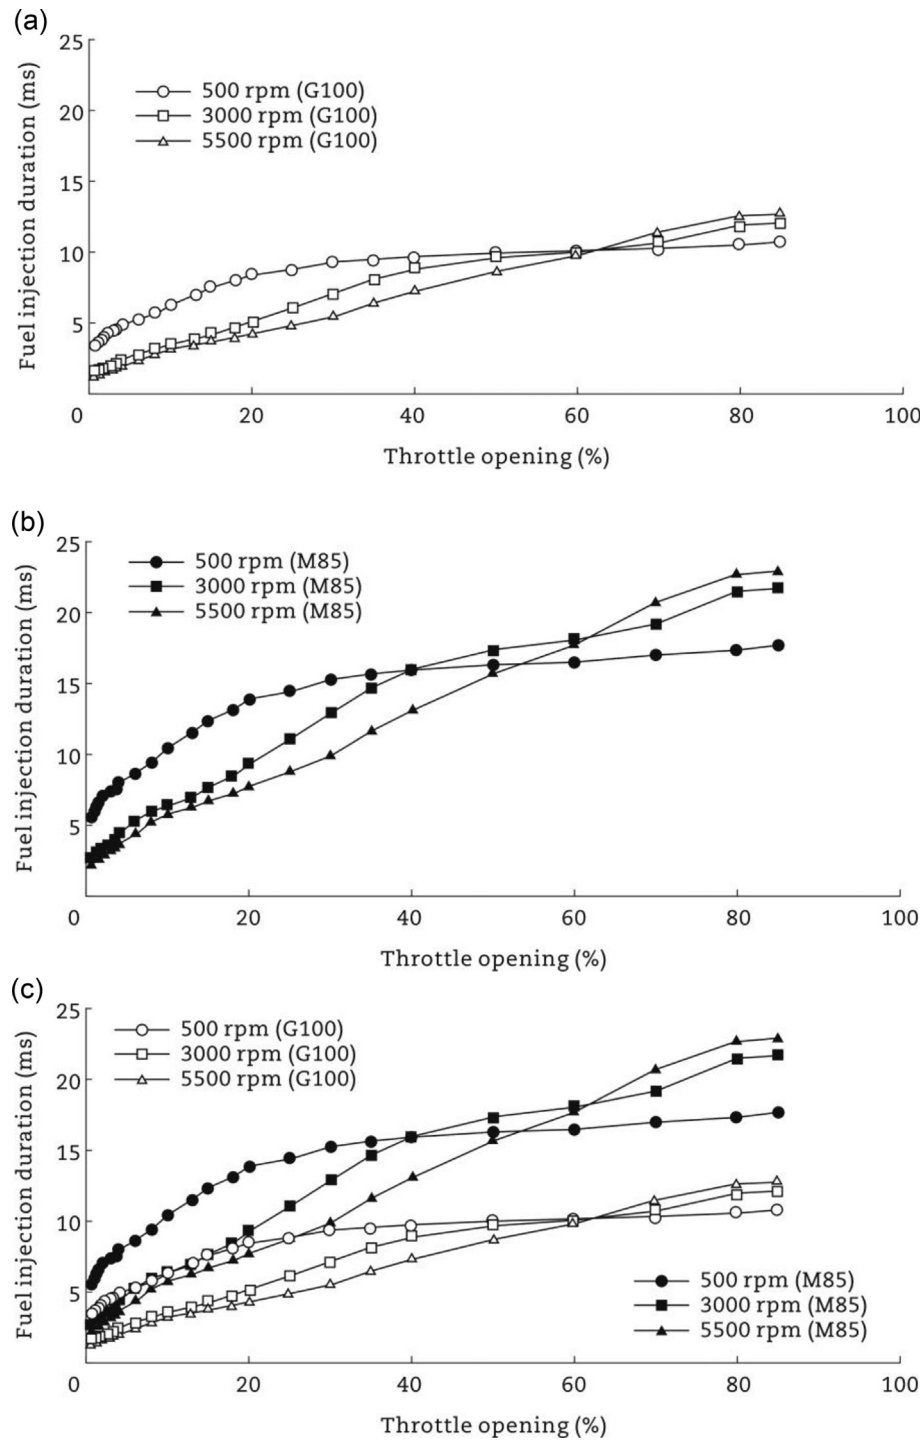 (a)
25
20
15
10
5
0 20 40 60 80 100
Fuel injection duration (ms)
500 rpm (G100)
3000 rpm (G100)
5500 rpm (G100)
Throttle opening (%)
(b)
25
20
15
10
5
0 20 40 60 80 100
Fuel injection duration (ms)
500 rpm (M85)
3000 rpm (M85)
5500 rpm (M85)
Throttle opening (%)
(c)
25
20
15
10
5
0 20 40 60 80 100
Fuel injection duration (ms)
500 rpm (G100)
3000 rpm (G100)
5500 rpm (G100)
500 rpm (M85)
3000 rpm (M85)
5500 rpm (M85)
Throttle opening (%)